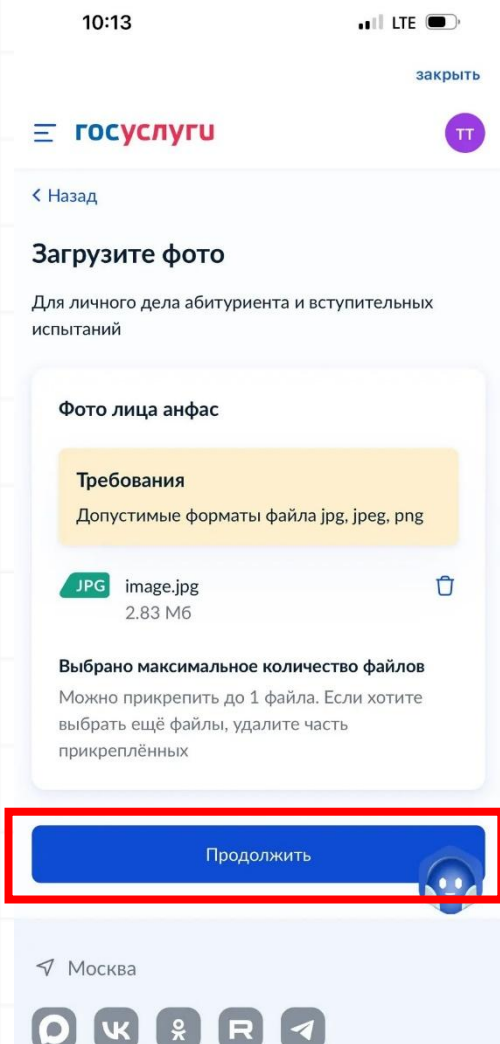 10:13
LTE
закрыть
госуслуги
ТТ
Назад
Загрузите фото
Для личного дела абитуриента и вступительных
испытаний
Фото лица анфас
Требования
Допустимые форматы файла jpg, jpeg, png
JPG image.jpg
2.83 Мб
Выбрано максимальное количество файлов
Можно прикрепить до 1 файла. Если хотите
выбрать ещё файлы, удалите часть
прикреплённых
Продолжить
Москва